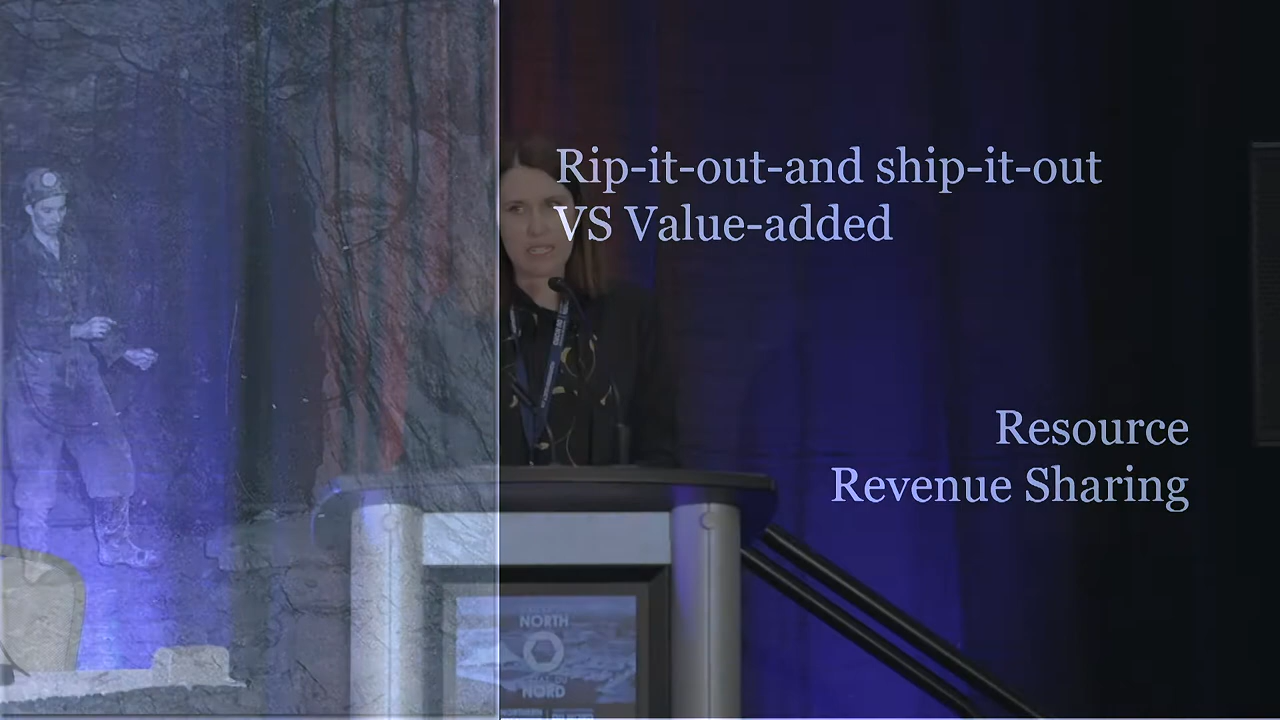 Rip-it-out-and ship-it-out
VS Value-added
Resource
Revenue Sharing
NORTH
NORD